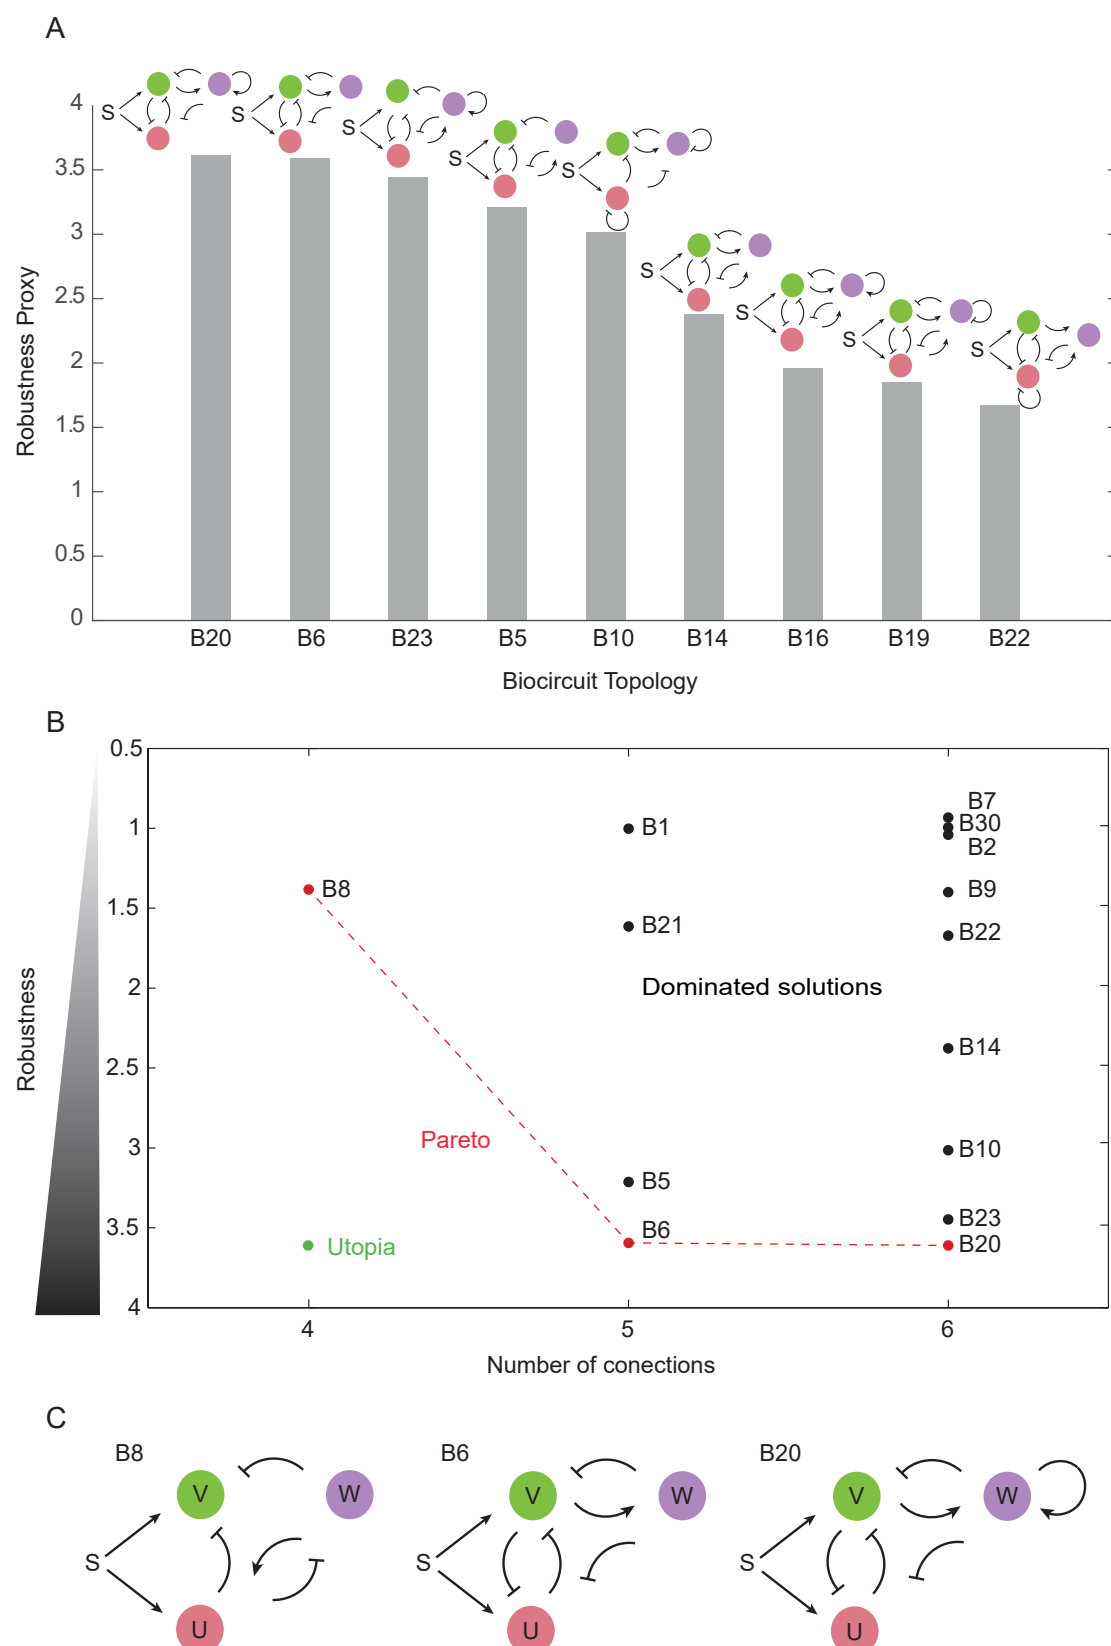 A
4
3.5
3
2.5
2
1.5
1
0.5
0
Robustness Proxy
S
S
S
S
S
S
S
S
S
B20 B6 B23 B5 B10 B14 B16 B19 B22
Biocircuit Topology
B
0.5
1
1.5
2
2.5
3
3.5
4
Robustness
B7
B30
B2
B1
B8
B9
B21
B22
Dominated solutions
B14
Pareto
B10
B5
B23
B6
B20
Utopia
4 5 6
Number of conections
C
B8 B6 B20
V W V W V W
S S S
U U U